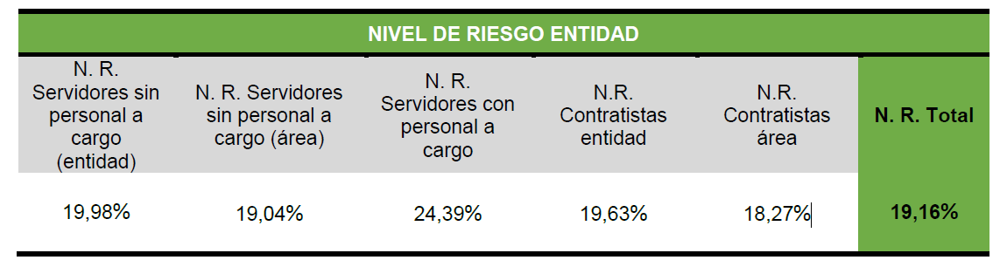 NIVEL DE RIESGO ENTIDAD
N. R.
Servidores sin
personal a
cargo
(entidad)
N. R. Servidores
sin personal a
cargo (área)
N. R.
Servidores con
personal a
cargo
N.R.
Contratistas
entidad
N.R.
Contratistas
área
N. R. Total
19,98%
19,04%
24,39%
19,63%
18,27%
19,16%